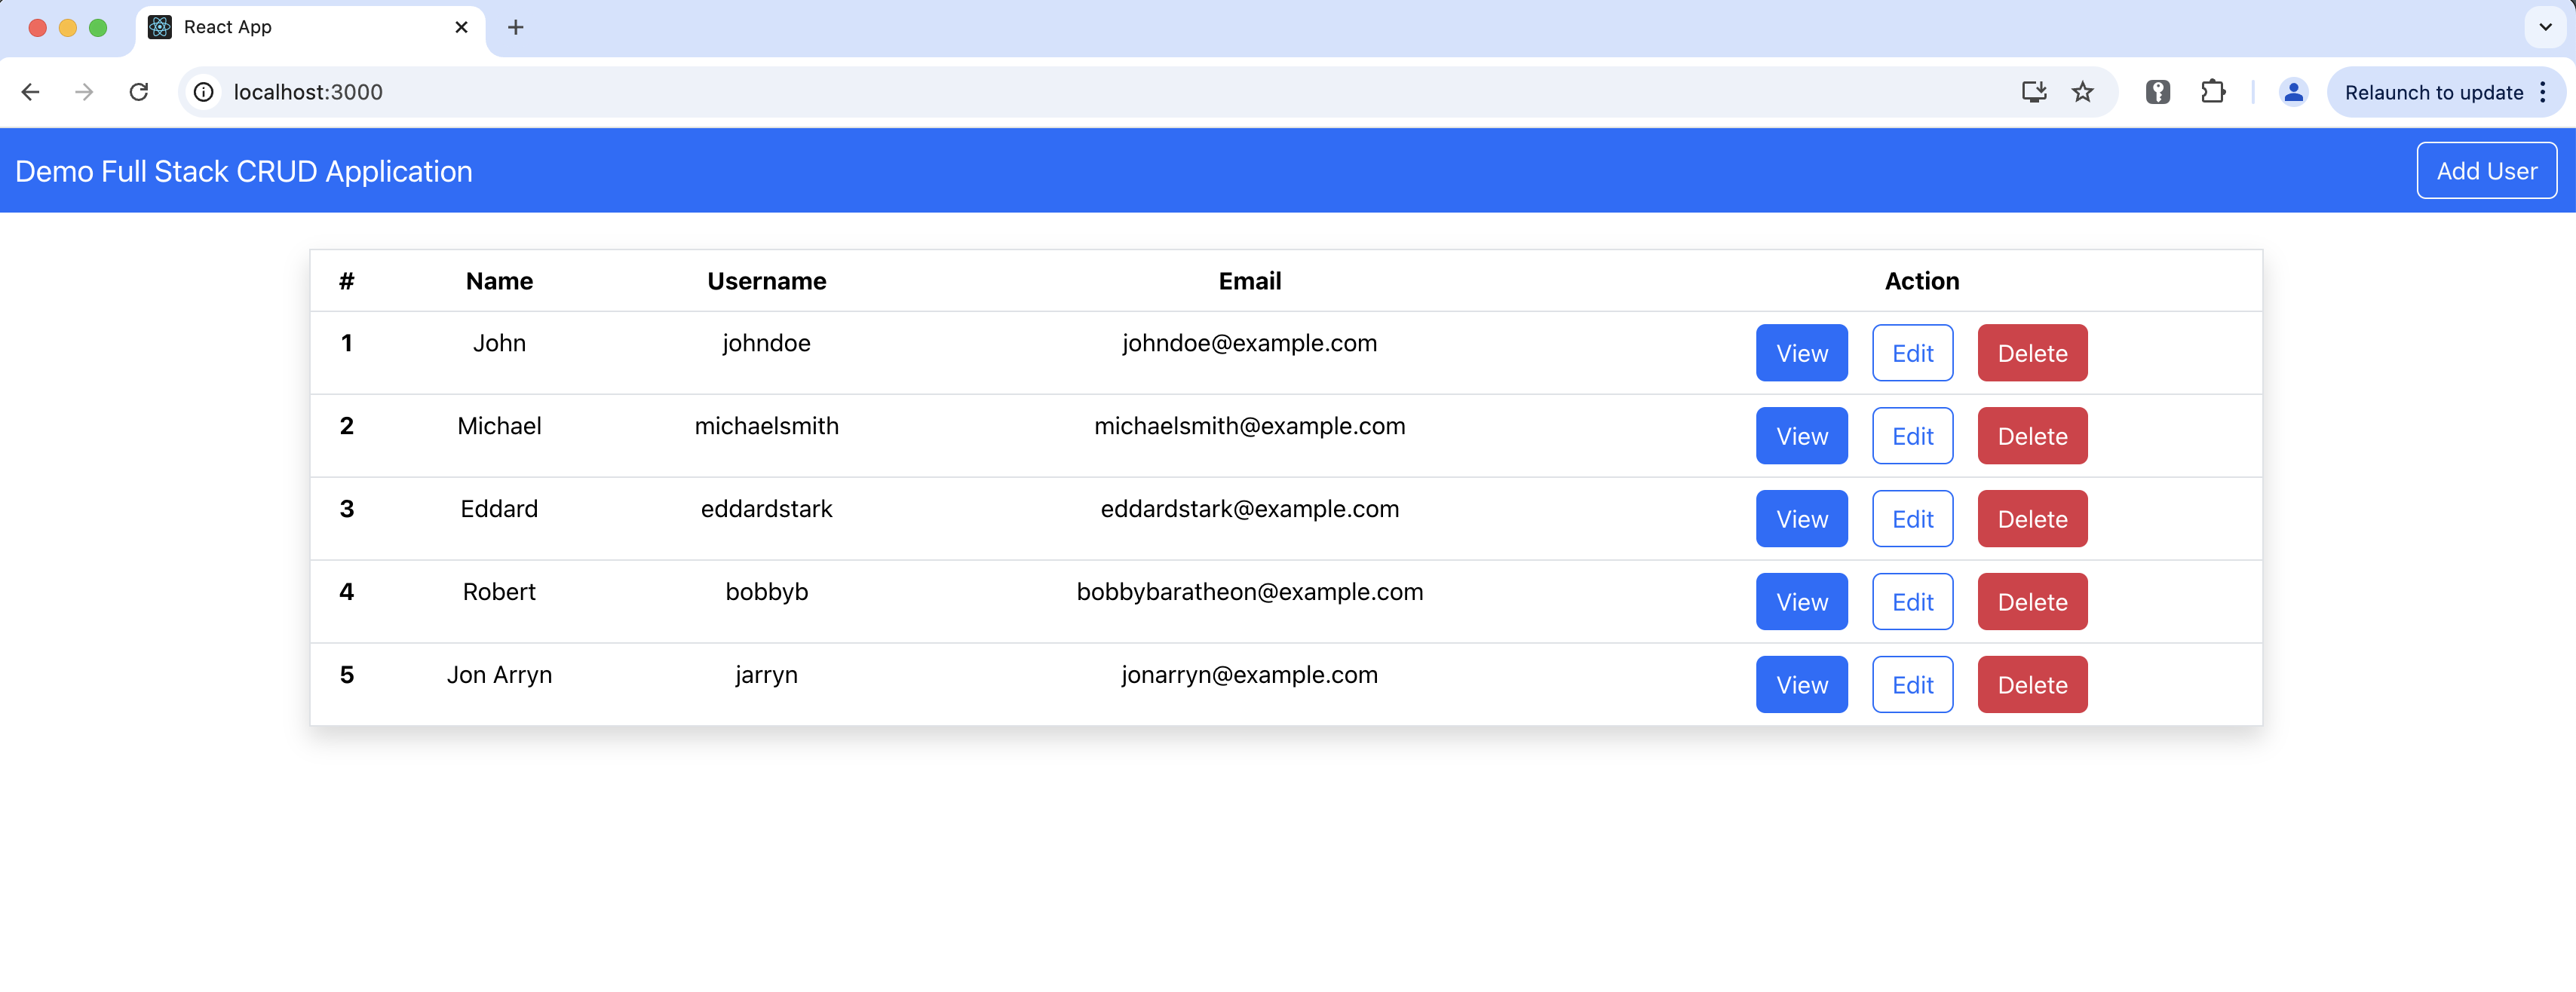 React App
localhost:3000
Relaunch to update
Demo Full Stack CRUD Application Add User
# Name Username Email Action
1 John johndoe johndoe@example.com View Edit Delete
2 Michael michaelsmith michaelsmith@example.com View Edit Delete
3 Eddard eddardstark eddardstark@example.com View Edit Delete
4 Robert bobbyb bobbybaratheon@example.com View Edit Delete
5 Jon Arryn jarryn jonarryn@example.com View Edit Delete